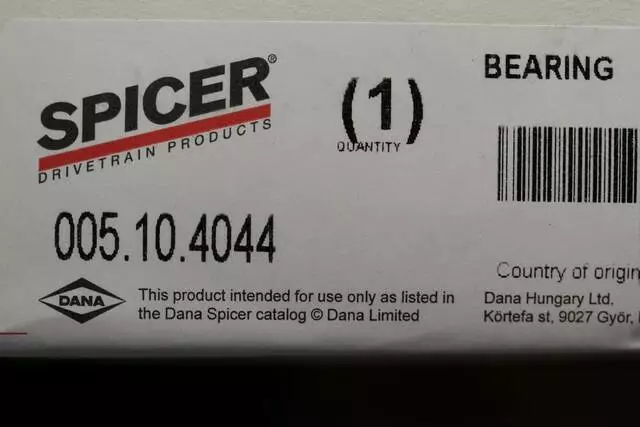 SPICER®
DRIVETRAIN PRODUCTS
(1)
QUANTITY
BEARING
005.10.4044
Country of origin
DANA
This product intended for use only as listed in
the Dana Spicer catalog © Dana Limited
Dana Hungary Ltd.
Körtefa st, 9027 Győr,